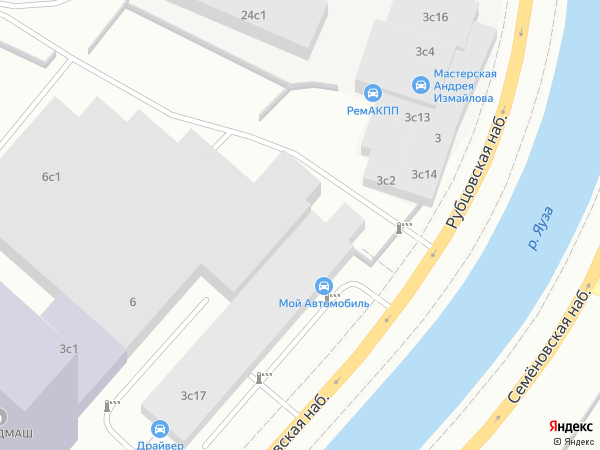 24с1
3с16
3с4
Мастерская
Андрея
Измайлова
РемАКПП
3с13
3
Рубцовская наб.
6с1
3с2
3с14
р. Яуза
Мой Автомобиль
6
Семёновская наб.
3с1
3с17
вская наб.
ДМАШ
Драйвер
Яндекс
© Яндекс